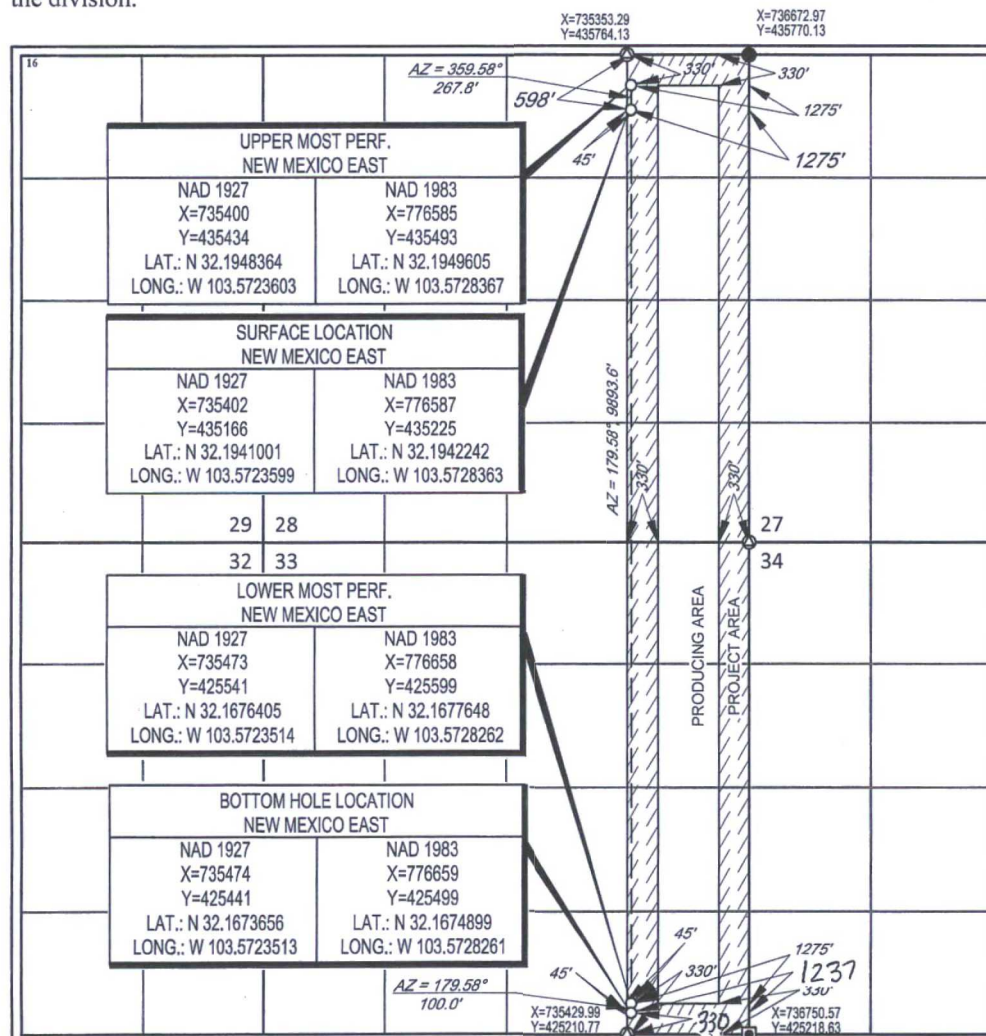 the division.
X=735353.29
Y=435764.13
X=736672.97
Y=435770.13
16
AZ = 359.58°
267.8'
598'
330'
330'
1275'
1275'
45'
UPPER MOST PERF.
NEW MEXICO EAST
NAD 1927 NAD 1983
X=735400 X=776585
Y=435434 Y=435493
LAT.: N 32.1948364 LAT.: N 32.1949605
LONG.: W 103.5723603 LONG.: W 103.5728367
SURFACE LOCATION
NEW MEXICO EAST
NAD 1927 NAD 1983
X=735402 X=776587
Y=435166 Y=435225
LAT.: N 32.1941001 LAT.: N 32.1942242
LONG.: W 103.5723599 LONG.: W 103.5728363
AZ = 179.58° 9893.6'
330'
330'
29 28
32 33
27
34
PRODUCING AREA
PROJECT AREA
LOWER MOST PERF.
NEW MEXICO EAST
NAD 1927 NAD 1983
X=735473 X=776658
Y=425541 Y=425599
LAT.: N 32.1676405 LAT.: N 32.1677648
LONG.: W 103.5723514 LONG.: W 103.5728262
BOTTOM HOLE LOCATION
NEW MEXICO EAST
NAD 1927 NAD 1983
X=735474 X=776659
Y=425441 Y=425499
LAT.: N 32.1673656 LAT.: N 32.1674899
LONG.: W 103.5723513 LONG.: W 103.5728261
45'
1275'
45'
330'
1237
330'
AZ = 179.58°
100.0'
X=735429.99
Y=425210.77
330
X=736750.57
Y=425218.63